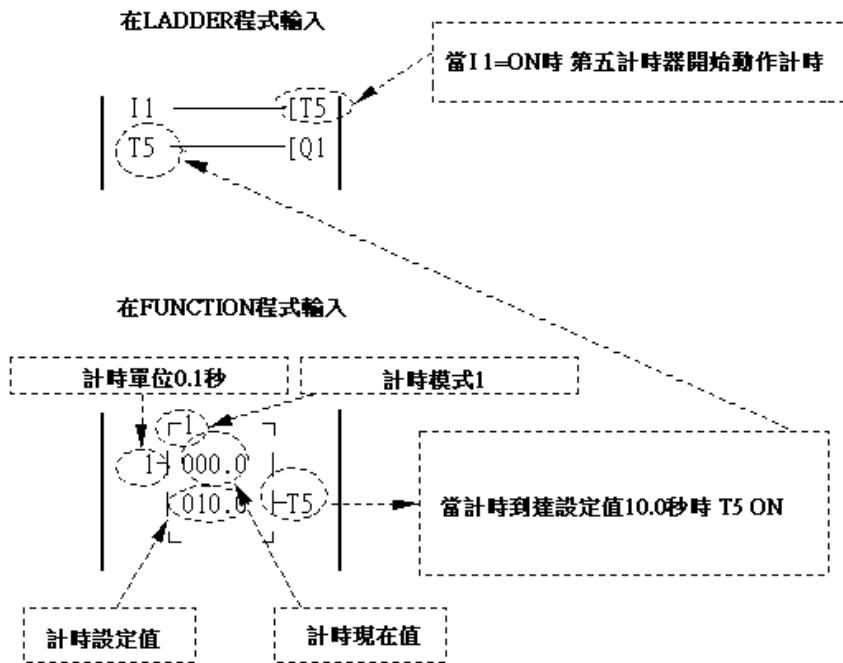 在LADDER程式輸入
當I1=ON時 第五計時器開始動作計時
I1 [T5
T5 [Q1
在FUNCTION程式輸入
計時單位0.1秒
計時模式1
1
1 000.0
010.0 T5
當計時到達設定值10.0秒時 T5 ON
計時設定值
計時現在值